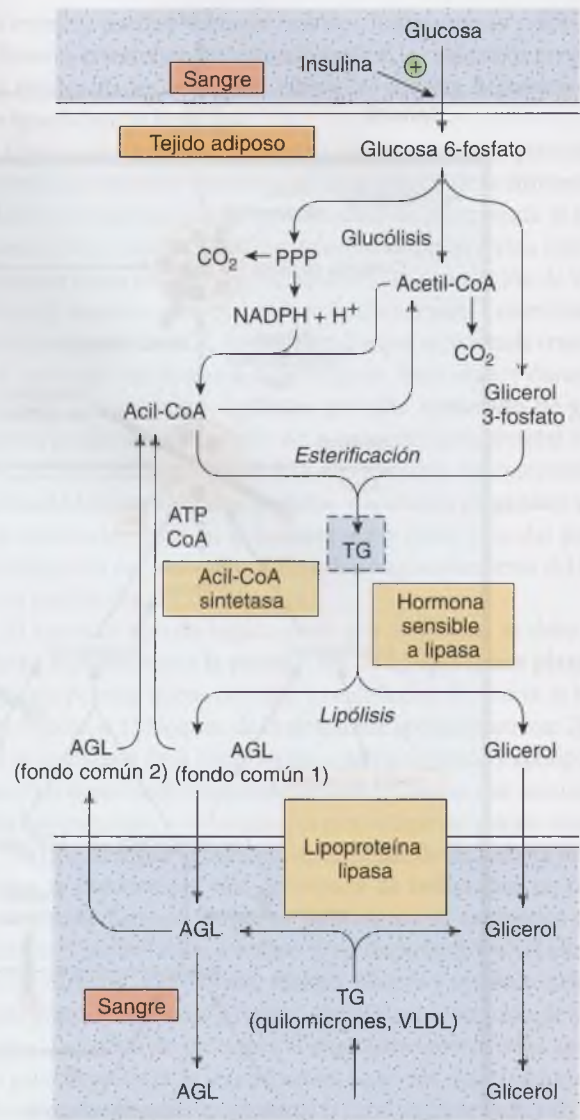 Glucosa
Insulina
+
Sangre
Tejido adiposo
Glucosa 6-fosfato
Glucólisis
CO2
PPP
Acetil-CoA
NADPH + H+
CO2
Glicerol
3-fosfato
Acil-CoA
Esterificación
ATP
CoA
TG
Acil-CoA
sintetasa
Hormona
sensible
a lipasa
Lipólisis
AGL
(fondo común 2)
AGL
(fondo común 1)
Glicerol
Lipoproteína
lipasa
AGL
Glicerol
TG
(quilomicrones, VLDL)
Sangre
AGL
Glicerol